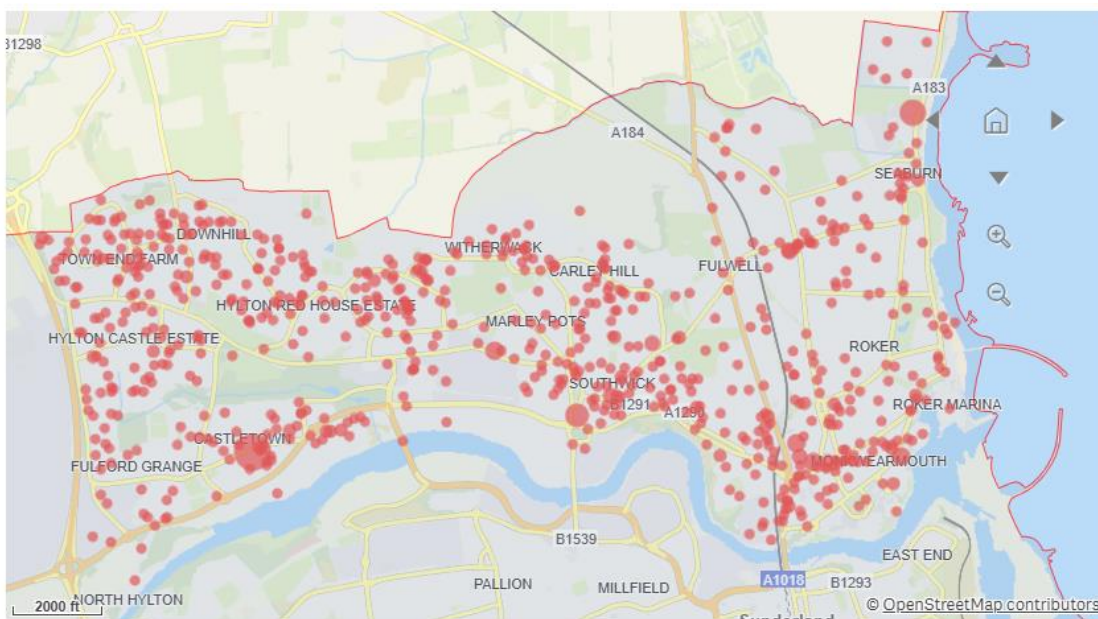 B1298
A183
A184
SEABURN
DOWNHILL
WITHERWACK
TOWN END FARM
CARLEY HILL
FULWELL
HYLTON RED HOUSE ESTATE
MARLEY POTS
HYLTON CASTLE ESTATE
ROKER
SOUTHWICK
B1291
ROKER MARINA
A1290
CASTLETOWN
MONKWEARMOUTH
FULFORD GRANGE
B1539
EAST END
PALLION
MILLFIELD
A1018
B1293
NORTH HYLTON
2000 ft
© OpenStreetMap contributors
Sunderland